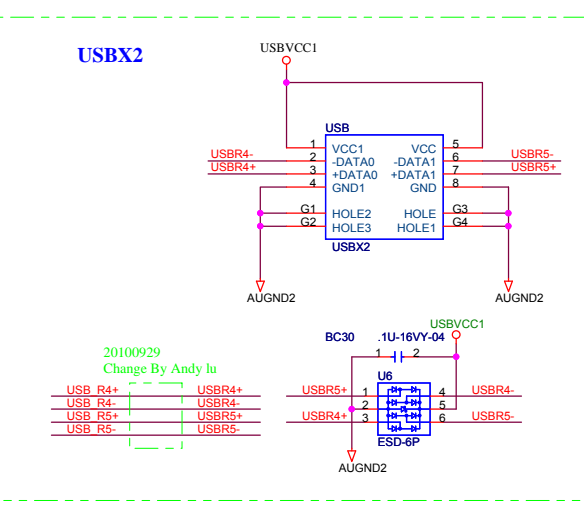 USBX2
USBVCC1
USB
1 VCC1 VCC 5
USBR4- 2 -DATA0 -DATA1 6 USBR5-
USBR4+ 3 +DATA0 +DATA1 7 USBR5+
4 GND1 GND 8
G1 HOLE2 HOLE G3
G2 HOLE3 HOLE1 G4
USBX2
AUGND2 AUGND2
USBVCC1
BC30 .1U-16VY-04
1 2
20100929
Change By Andy lu
U6
USB_R4+ USBR4+ USBR5+ 1 4 USBR4-
USB_R4- USBR4- 2 5
USB_R5+ USBR5+ USBR4+ 3 6 USBR5-
USB_R5- USBR5-
ESD-6P
AUGND2